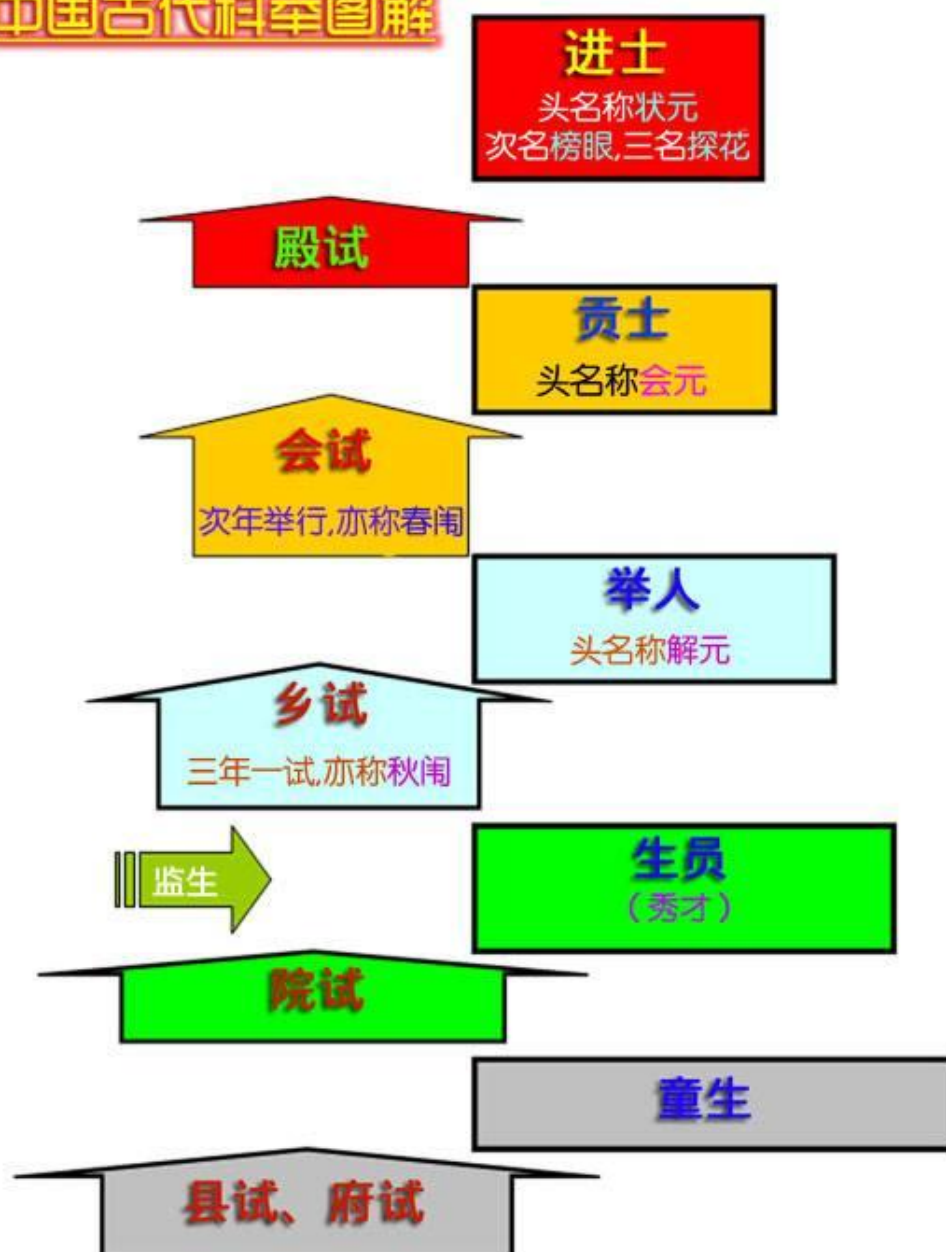 中国古代科举图解
进士
头名称状元
次名榜眼,三名探花
殿试
贡士
头名称会元
会试
次年举行,亦称春闱
举人
头名称解元
乡试
三年一试,亦称秋闱
监生
生员
(秀才)
院试
童生
县试、府试